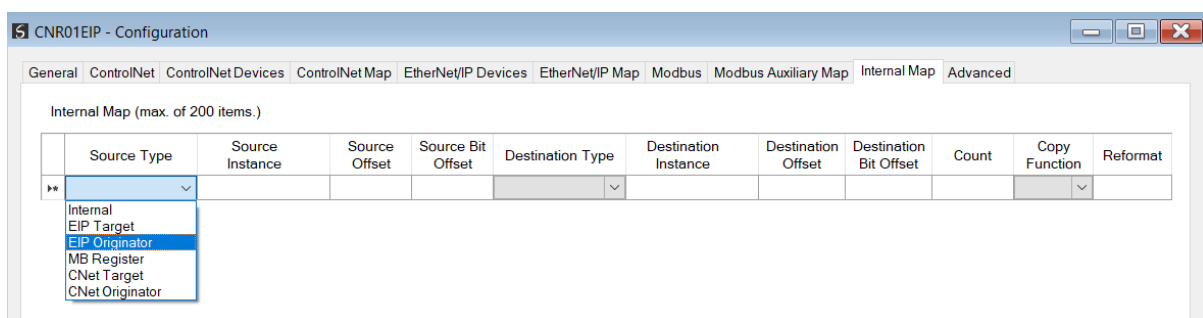 CNR01EIP - Configuration
General ControlNet ControlNet Devices ControlNet Map EtherNet/IP Devices EtherNet/IP Map Modbus Modbus Auxiliary Map Internal Map Advanced
Internal Map (max. of 200 items.)
Source Type Source Instance Source Offset Source Bit Offset Destination Type Destination Instance Destination Offset Destination Bit Offset Count Copy Function Reformat
Internal
EIP Target
EIP Originator
MB Register
CNet Target
CNet Originator